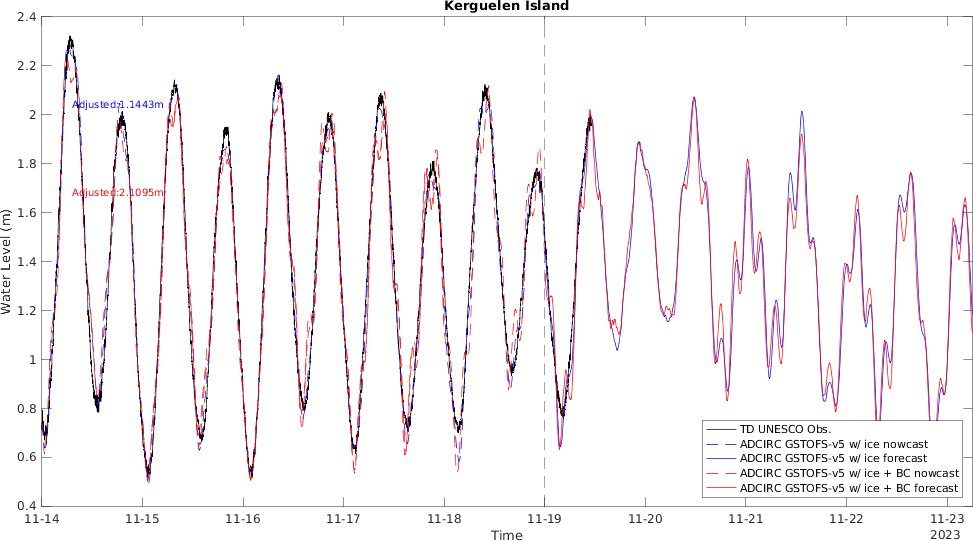 Kerguelen Island
2.4
2.2
2
1.8
1.6
1.4
1.2
1
0.8
0.6
0.4
Water Level (m)
Adjusted:1.1443m
Adjusted:2.1095m
TD UNESCO Obs.
ADCIRC GSTOFS-v5 w/ ice nowcast
ADCIRC GSTOFS-v5 w/ ice forecast
ADCIRC GSTOFS-v5 w/ ice + BC nowcast
ADCIRC GSTOFS-v5 w/ ice + BC forecast
11-14 11-15 11-16 11-17 11-18 11-19 11-20 11-21 11-22 11-23
Time 2023